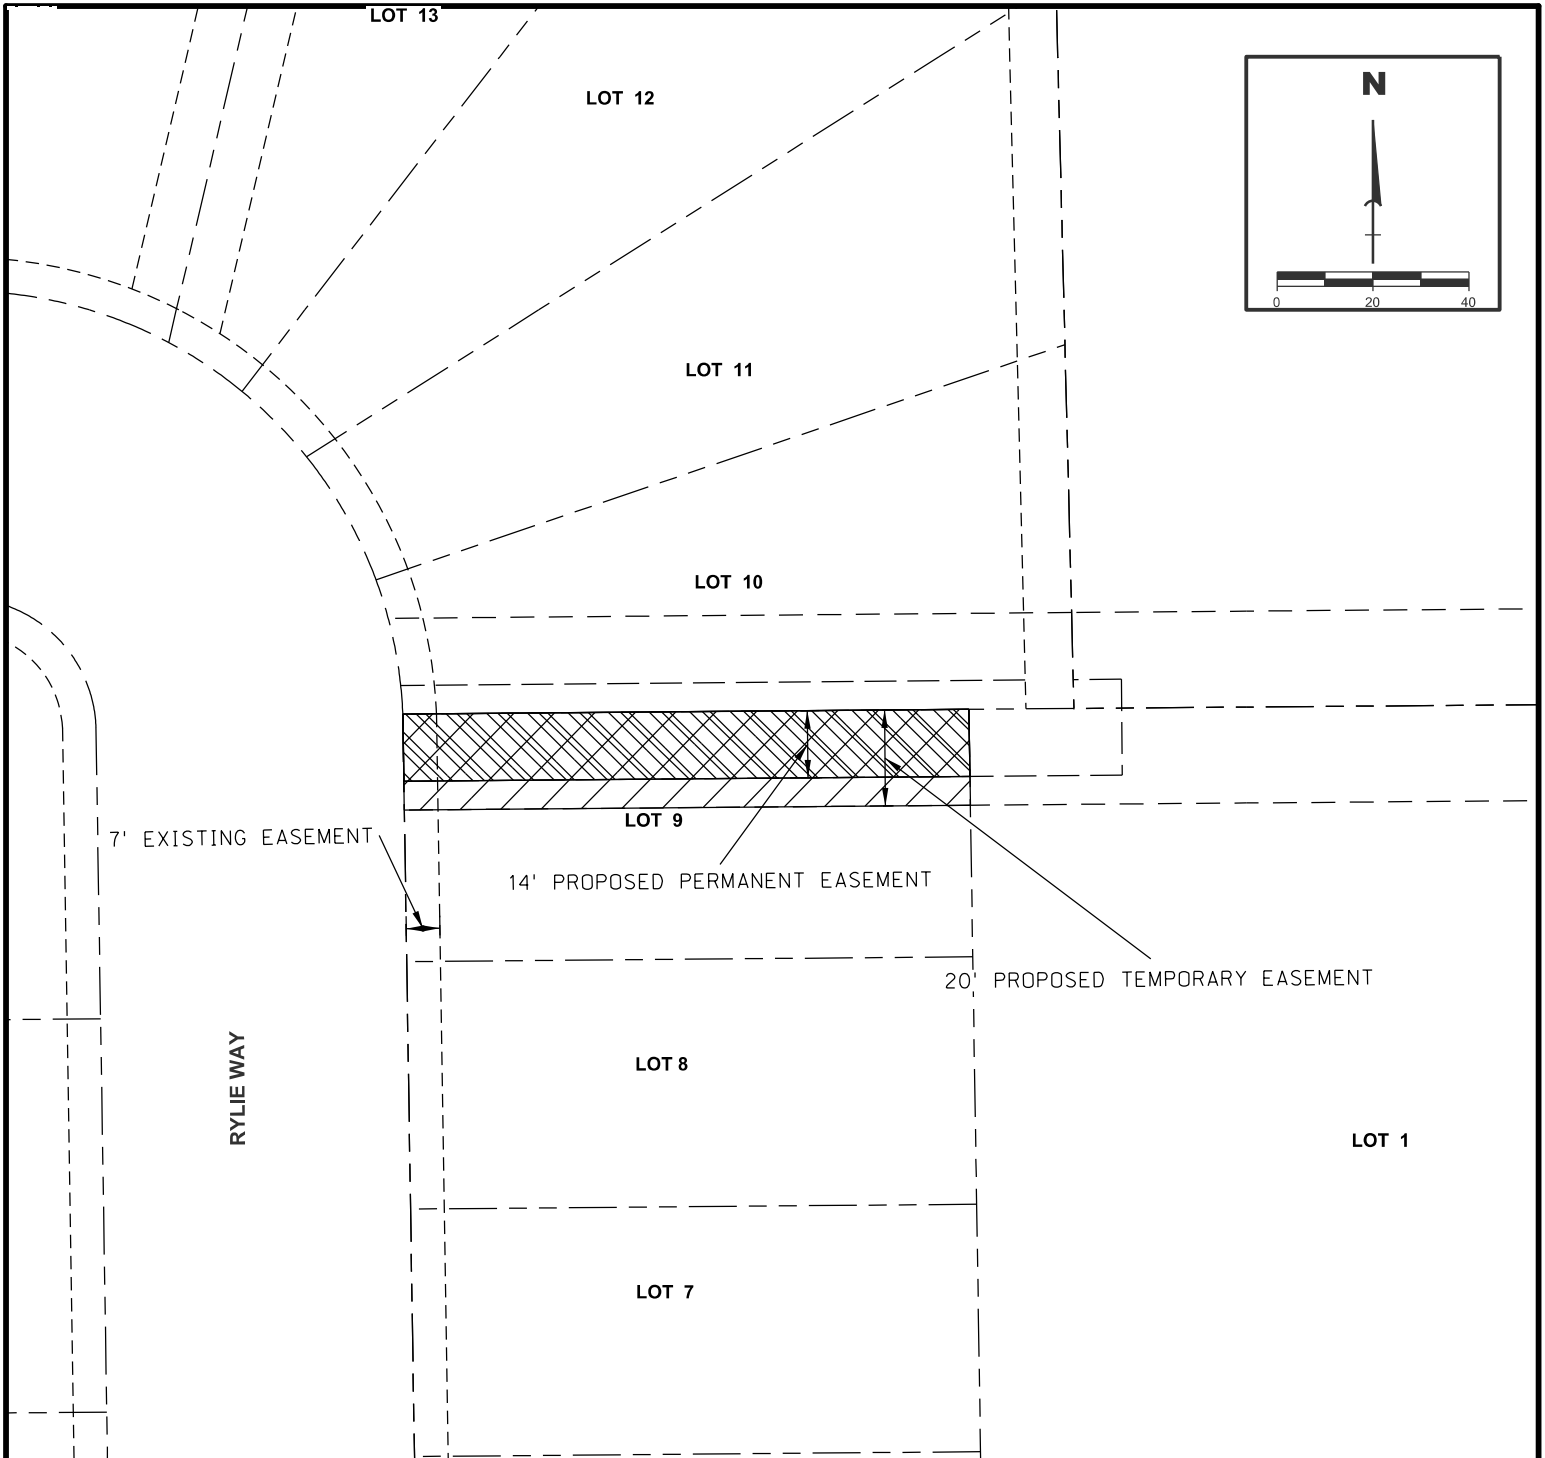 LOT 13
LOT 12
N
0 20 40
LOT 11
LOT 10
LOT 9
7' EXISTING EASEMENT
14' PROPOSED PERMANENT EASEMENT
20' PROPOSED TEMPORARY EASEMENT
RYLIE WAY
LOT 8
LOT 1
LOT 7